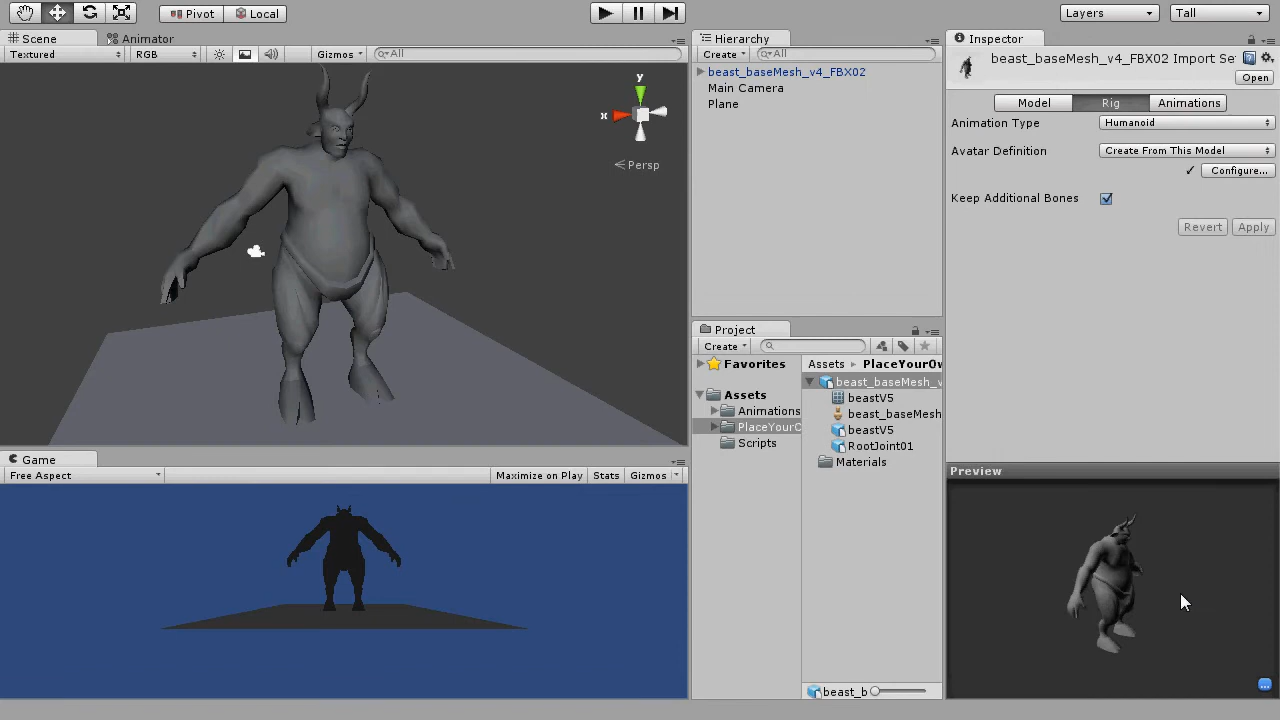 Pivot Local Layers Tall
Scene Animator Hierarchy Inspector
Textured RGB Gizmos All Create All
beast_baseMesh_v4_FBX02 Import Se
Open
y
x
Persp
beast_baseMesh_v4_FBX02
Main Camera
Plane
Model Rig Animations
Animation Type Humanoid
Avatar Definition Create From This Model
Configure...
Keep Additional Bones
Revert Apply
Project
Create
Favorites
Assets
Animations
PlaceYourC
Scripts
Assets PlaceYourOw
beast_baseMesh_v
beastV5
beast_baseMesh
beastV5
RootJoint01
Materials
beast_b
Game
Free Aspect Maximize on Play Stats Gizmos
Preview